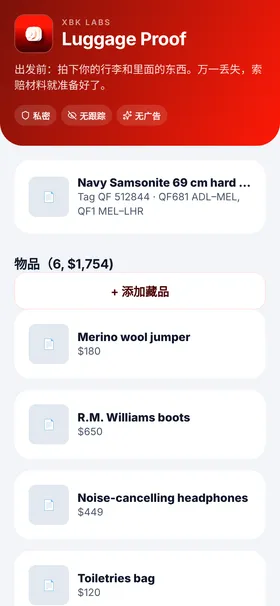 XBK LABS
Luggage Proof
出发前：拍下你的行李和里面的东西。万一丢失，索
赔材料就准备好了。
私密
无跟踪
无广告
Navy Samsonite 69 cm hard ...
Tag QF 512844 · QF681 ADL–MEL,
QF1 MEL–LHR
物品（6, $1,754）
+ 添加藏品
Merino wool jumper
$180
R.M. Williams boots
$650
Noise-cancelling headphones
$449
Toiletries bag
$120